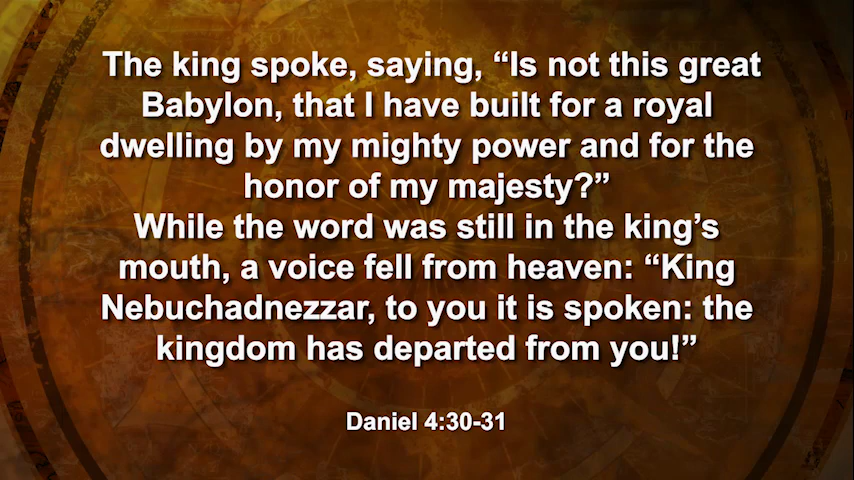 The king spoke, saying, “Is not this great
Babylon, that I have built for a royal
dwelling by my mighty power and for the
honor of my majesty?”
While the word was still in the king’s
mouth, a voice fell from heaven: “King
Nebuchadnezzar, to you it is spoken: the
kingdom has departed from you!”
Daniel 4:30-31